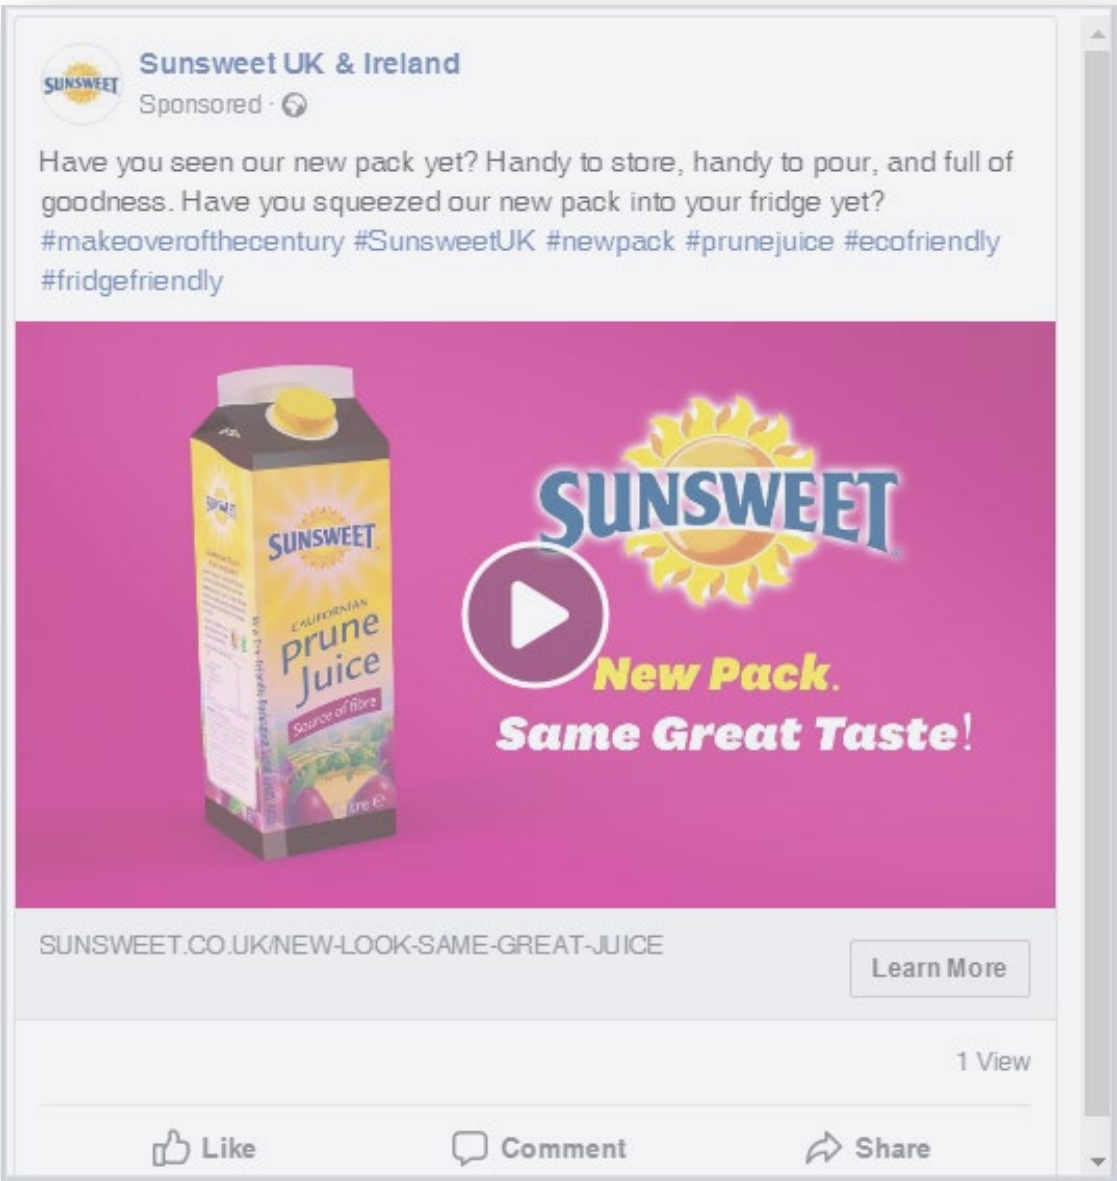 SUNSWEET
Sunsweet UK & Ireland
Sponsored ·
Have you seen our new pack yet? Handy to store, handy to pour, and full of
goodness. Have you squeezed our new pack into your fridge yet?
#makeoverofthecentury #SunsweetUK #newpack #prunejuice #ecofriendly
#fridgefriendly
SUNSWEET
SUNSWEET
CALIFORNIAN
prune
Juice
Source of fibre
SUNSWEET
New Pack.
Same Great Taste!
SUNSWEET.CO.UK/NEW-LOOK-SAME-GREAT-JUICE
Learn More
1 View
Like
Comment
Share